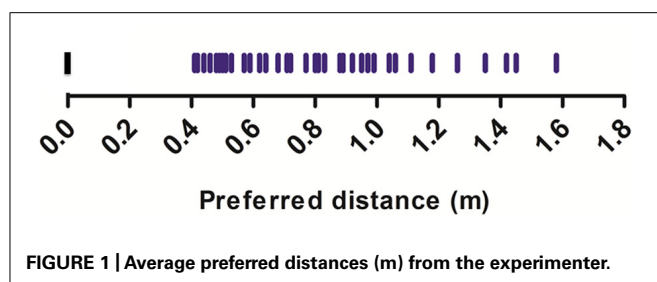 0.0 0.2 0.4 0.6 0.8 1.0 1.2 1.4 1.6 1.8
Preferred distance (m)
FIGURE 1 | Average preferred distances (m) from the experimenter.